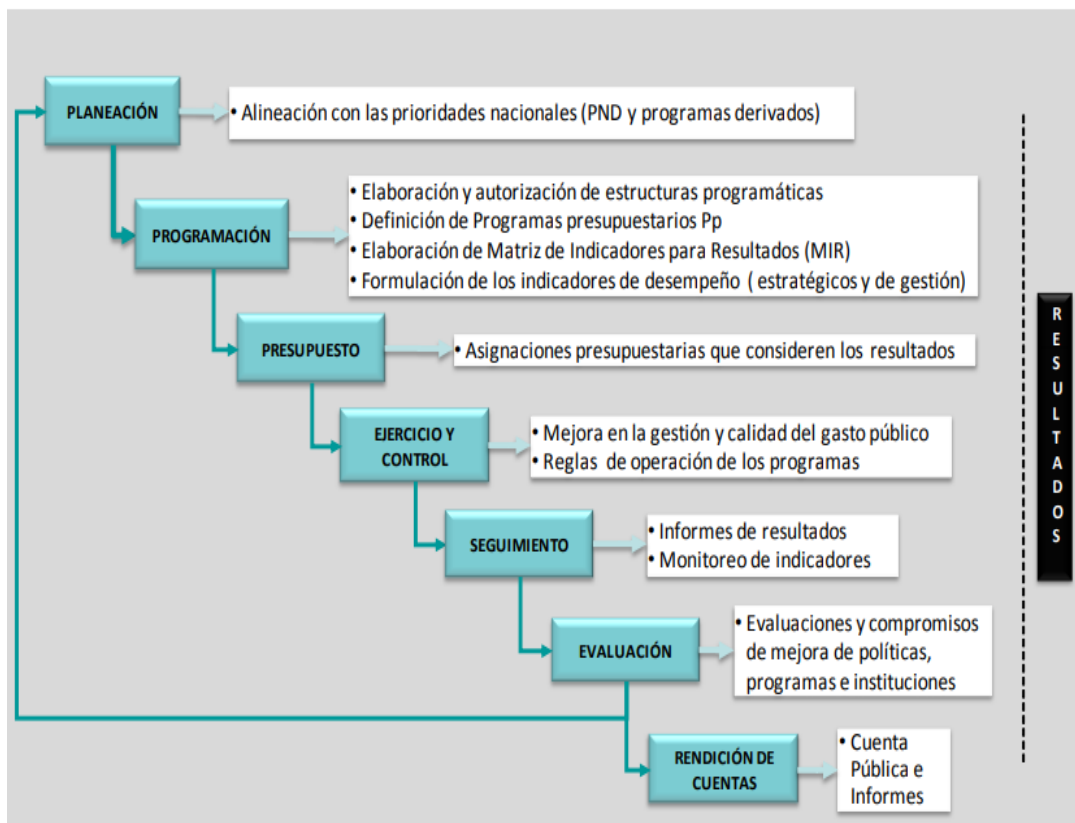 PLANEACIÓN
• Alineación con las prioridades nacionales (PND y programas derivados)
PROGRAMACIÓN
• Elaboración y autorización de estructuras programáticas
• Definición de Programas presupuestarios Pp
• Elaboración de Matriz de Indicadores para Resultados (MIR)
• Formulación de los indicadores de desempeño ( estratégicos y de gestión)
PRESUPUESTO
• Asignaciones presupuestarias que consideren los resultados
EJERCICIO Y
CONTROL
• Mejora en la gestión y calidad del gasto público
• Reglas de operación de los programas
SEGUIMIENTO
• Informes de resultados
• Monitoreo de indicadores
EVALUACIÓN
• Evaluaciones y compromisos
de mejora de políticas,
programas e instituciones
RENDICIÓN DE
CUENTAS
• Cuenta
Pública e
Informes
RESULTADOS